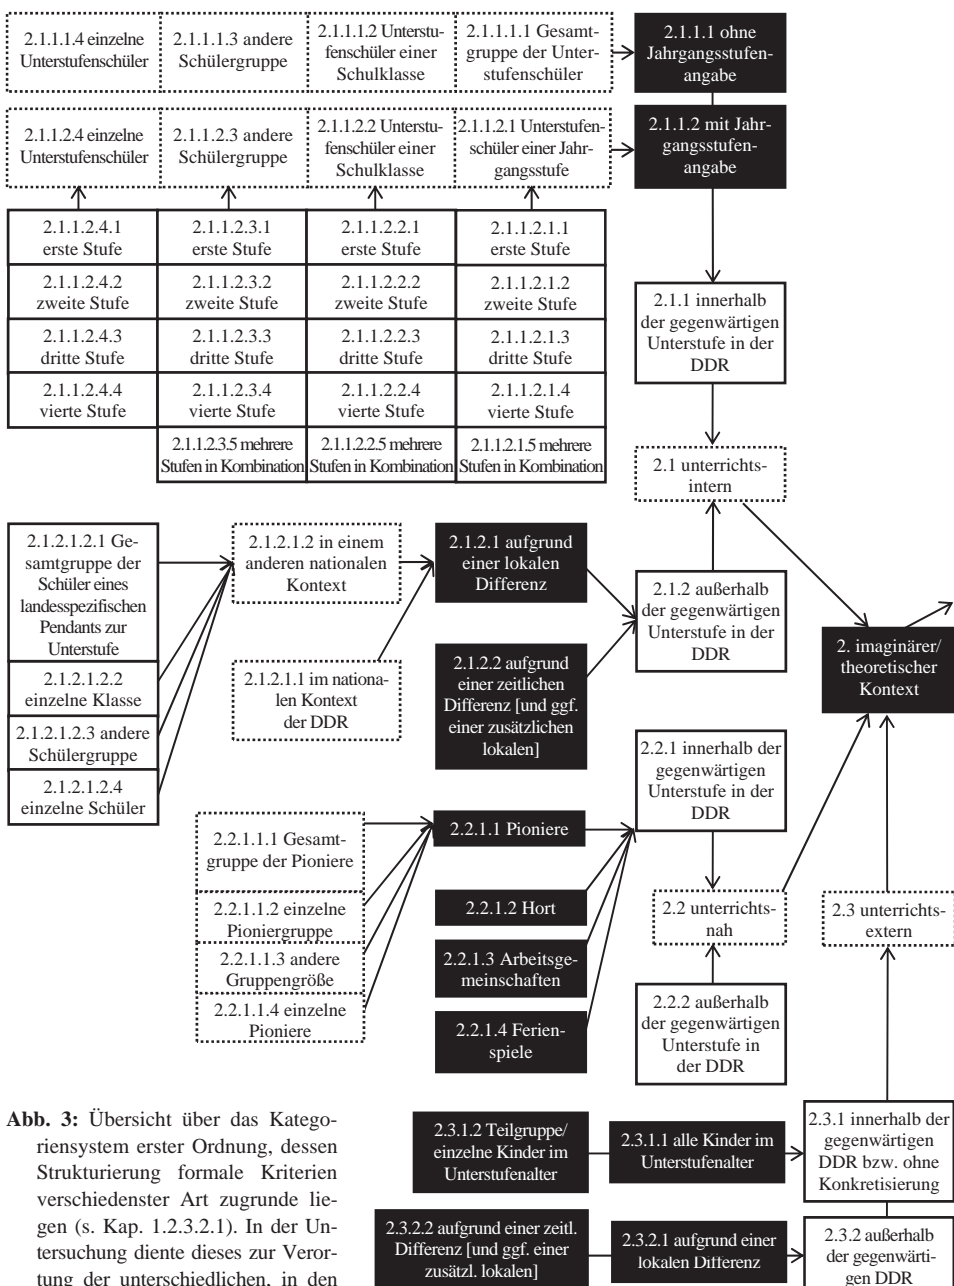 2.1.1.1.4 einzelne
Unterstufenschüler
2.1.1.1.3 andere
Schülergruppe
2.1.1.1.2 Unterstu-
fenschüler einer
Schulklasse
2.1.1.1.1 Gesamt-
gruppe der Unter-
stufenschüler
2.1.1.1 ohne
Jahrgangsstufen-
angabe
2.1.1.2.4 einzelne
Unterstufenschüler
2.1.1.2.3 andere
Schülergruppe
2.1.1.2.2 Unterstu-
fenschüler einer
Schulklasse
2.1.1.2.1 Unterstufen-
schüler einer Jahr-
gangsstufe
2.1.1.2 mit Jahr-
gangsstufen-
angabe
2.1.1.2.4.1
erste Stufe
2.1.1.2.3.1
erste Stufe
2.1.1.2.2.1
erste Stufe
2.1.1.2.1.1
erste Stufe
2.1.1.2.4.2
zweite Stufe
2.1.1.2.3.2
zweite Stufe
2.1.1.2.2.2
zweite Stufe
2.1.1.2.1.2
zweite Stufe
2.1.1.2.4.3
dritte Stufe
2.1.1.2.3.3
dritte Stufe
2.1.1.2.2.3
dritte Stufe
2.1.1.2.1.3
dritte Stufe
2.1.1.2.4.4
vierte Stufe
2.1.1.2.3.4
vierte Stufe
2.1.1.2.2.4
vierte Stufe
2.1.1.2.1.4
vierte Stufe
2.1.1.2.3.5 mehrere
Stufen in Kombination
2.1.1.2.2.5 mehrere
Stufen in Kombination
2.1.1.2.1.5 mehrere
Stufen in Kombination
2.1.1 innerhalb
der gegenwärtigen
Unterstufe in der
DDR
2.1 unterrichts-
intern
2.1.2.1.2.1 Ge-
samtgruppe der
Schüler eines
landesspezifischen
Pendants zur
Unterstufe
2.1.2.1.2.2
einzelne Klasse
2.1.2.1.2.3 andere
Schülergruppe
2.1.2.1.2.4
einzelne Schüler
2.1.2.1.2 in einem
anderen nationalen
Kontext
2.1.2.1.1 im natio-
nalen Kontext
der DDR
2.1.2.1 aufgrund
einer lokalen
Differenz
2.1.2.2 aufgrund
einer zeitlichen
Differenz [und ggf.
einer zusätzlichen
lokalen]
2.1.2 außerhalb
der gegenwärtigen
Unterstufe in der
DDR
2. imaginärer/
theoretischer
Kontext
2.2.1 innerhalb der
gegenwärtigen
Unterstufe in der
DDR
2.2.1.1.1 Gesamt-
gruppe der Pioniere
2.2.1.1.2 einzelne
Pioniergruppe
2.2.1.1.3 andere
Gruppengröße
2.2.1.1.4 einzelne
Pioniere
2.2.1.1 Pioniere
2.2.1.2 Hort
2.2.1.3 Arbeitsge-
meinschaften
2.2.1.4 Ferien-
spiele
2.2 unterrichts-
nah
2.3 unterrichts-
extern
2.2.2 außerhalb
der gegenwärtigen
Unterstufe in
der DDR
Abb. 3: Übersicht über das Katego-
riensystem erster Ordnung, dessen
Strukturierung formale Kriterien
verschiedenster Art zugrunde lie-
gen (s. Kap. 1.2.3.2.1). In der Un-
tersuchung diente dieses zur Veror-
tung der unterschiedlichen, in den
2.3.1.2 Teilgruppe/
einzelne Kinder im
Unterstufenalter
2.3.1.1 alle Kinder im
Unterstufenalter
2.3.1 innerhalb der
gegenwärtigen
DDR bzw. ohne
Konkretisierung
2.3.2.2 aufgrund einer zeitl.
Differenz [und ggf. einer
zusätzl. lokalen]
2.3.2.1 aufgrund einer
lokalen Differenz
2.3.2 außerhalb
der gegenwärti-
gen DDR